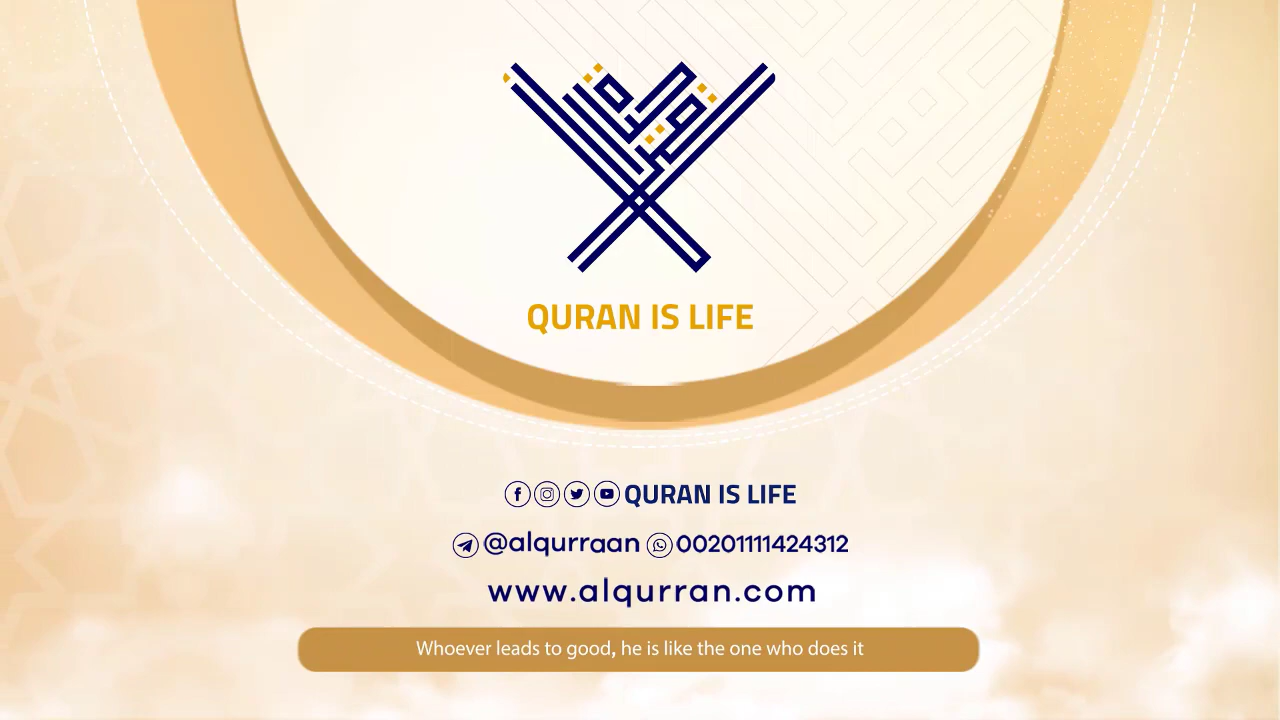 QURAN IS LIFE
QURAN IS LIFE
@alqurraan 00201111424312
www.alqurran.com
Whoever leads to good, he is like the one who does it